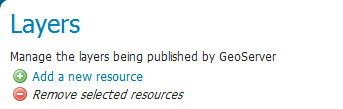 Layers
Manage the layers being published by GeoServer
Add a new resource
Remove selected resources